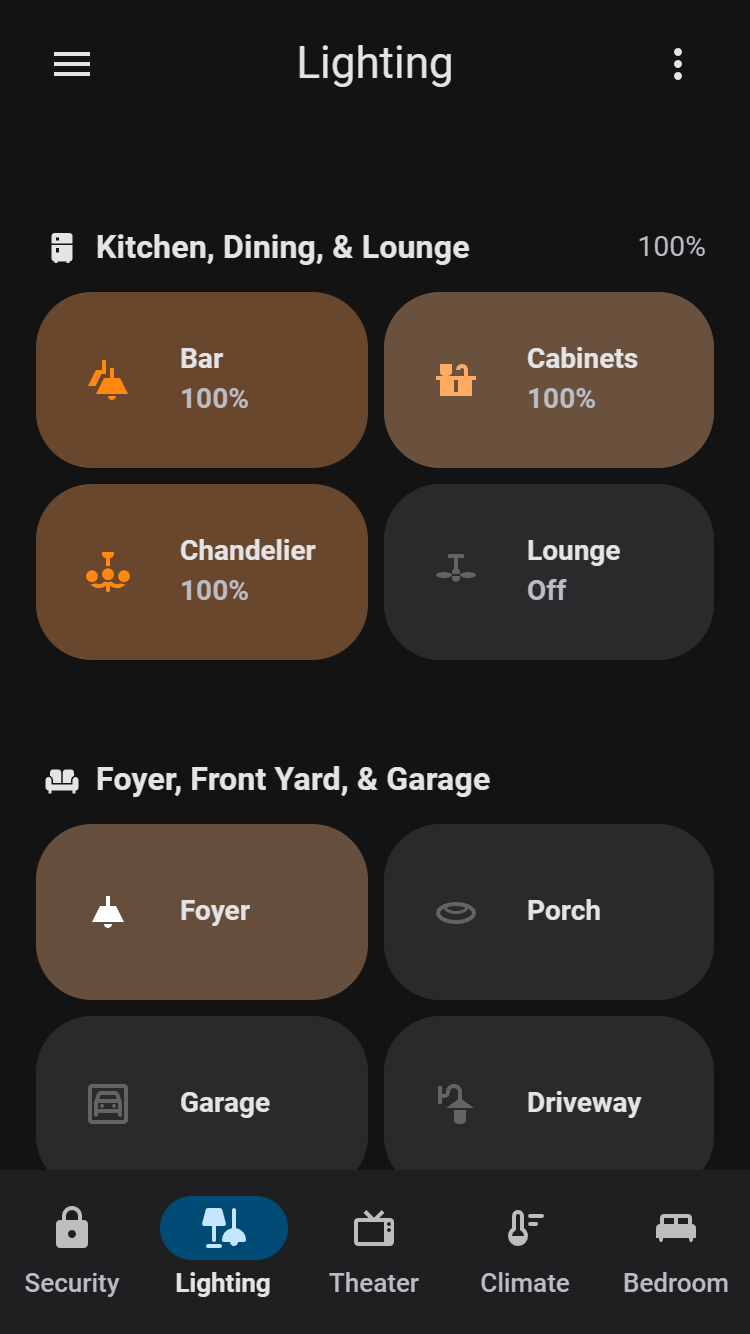 Lighting
Kitchen, Dining, & Lounge 100%
Bar
100%
Cabinets
100%
Chandelier
100%
Lounge
Off
Foyer, Front Yard, & Garage
Foyer
Porch
Garage
Driveway
Security
Lighting
Theater
Climate
Bedroom